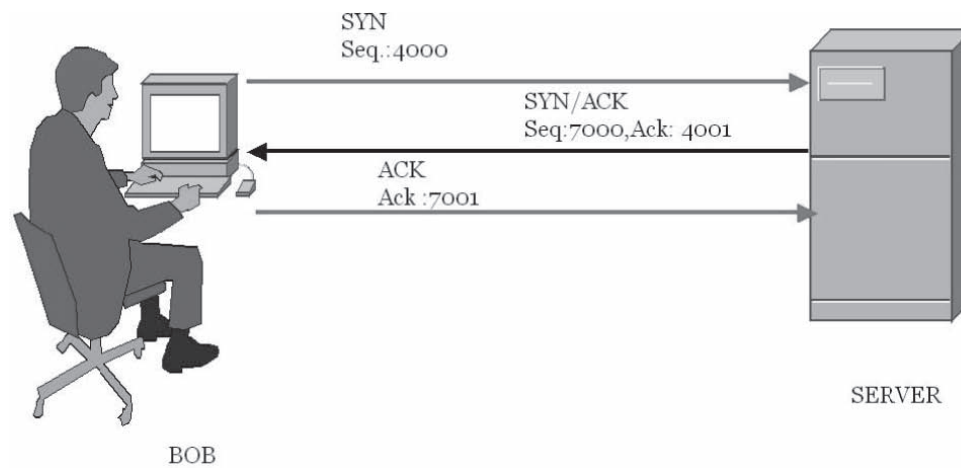 SYN
Seq.:4000
SYN/ACK
Seq:7000,Ack: 4001
ACK
Ack :7001
SERVER
BOB